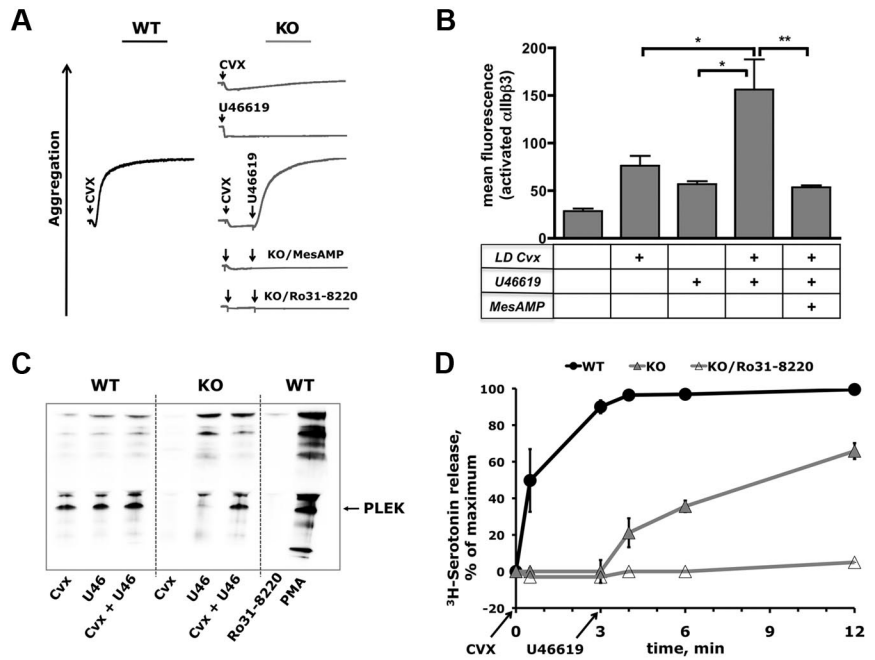 A
WT
KO
CVX
U46619
Aggregation
CVX
CVX
U46619
KO/MesAMP
KO/Ro31-8220
B
mean fluorescence
(activated αIIbβ3)
200
150
100
50
0
*
*
**
LD Cvx + + +
U46619 + + +
MesAMP +
C
WT KO WT
PLEK
Cvx
U46
Cvx + U46
Cvx
U46
Cvx + U46
Ro31-8220
PMA
D
WT KO KO/Ro31-8220
³H-Serotonin release,
% of maximum
100
80
60
40
20
0
-20
0 3 6 9 12
CVX U46619 time, min